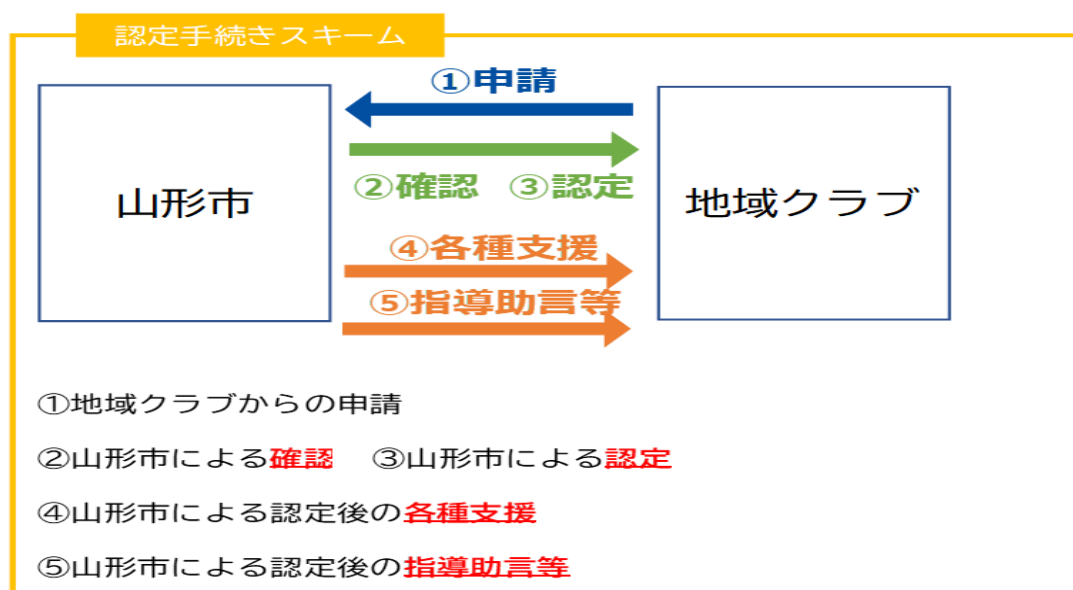 認定手続きスキーム
①申請
山形市
地域クラブ
②確認 ③認定
④各種支援
⑤指導助言等
①地域クラブからの申請
②山形市による確認 ③山形市による認定
④山形市による認定後の各種支援
⑤山形市による認定後の指導助言等